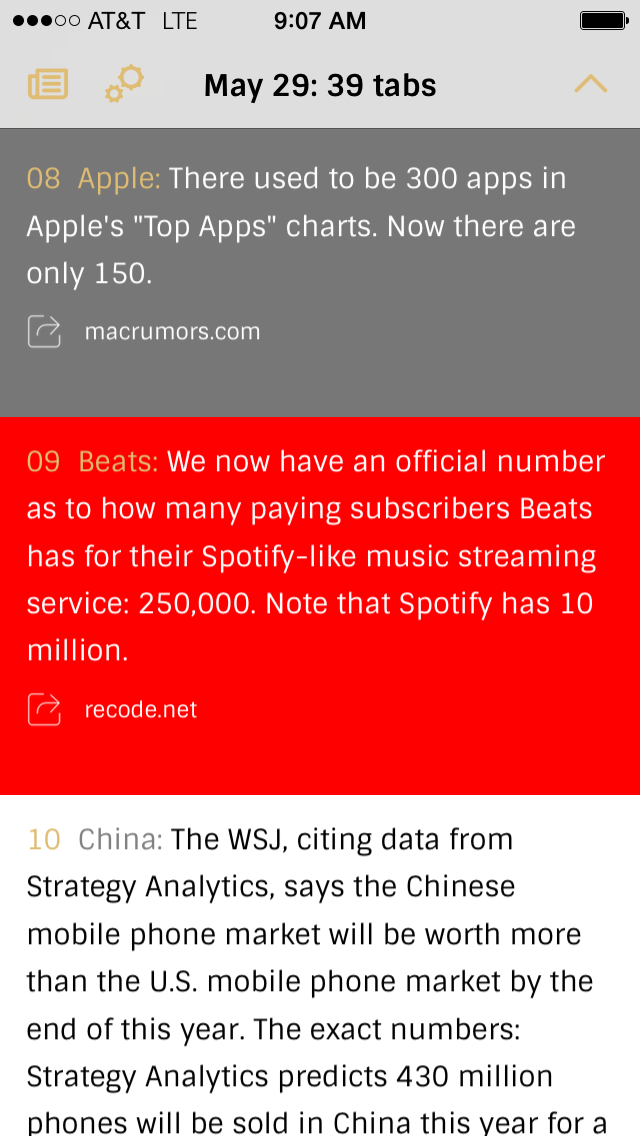 AT&T LTE 9:07 AM
May 29: 39 tabs
08 Apple: There used to be 300 apps in
Apple's "Top Apps" charts. Now there are
only 150.
macrumors.com
09 Beats: We now have an official number
as to how many paying subscribers Beats
has for their Spotify-like music streaming
service: 250,000. Note that Spotify has 10
million.
recode.net
10 China: The WSJ, citing data from
Strategy Analytics, says the Chinese
mobile phone market will be worth more
than the U.S. mobile phone market by the
end of this year. The exact numbers:
Strategy Analytics predicts 430 million
phones will be sold in China this year for a